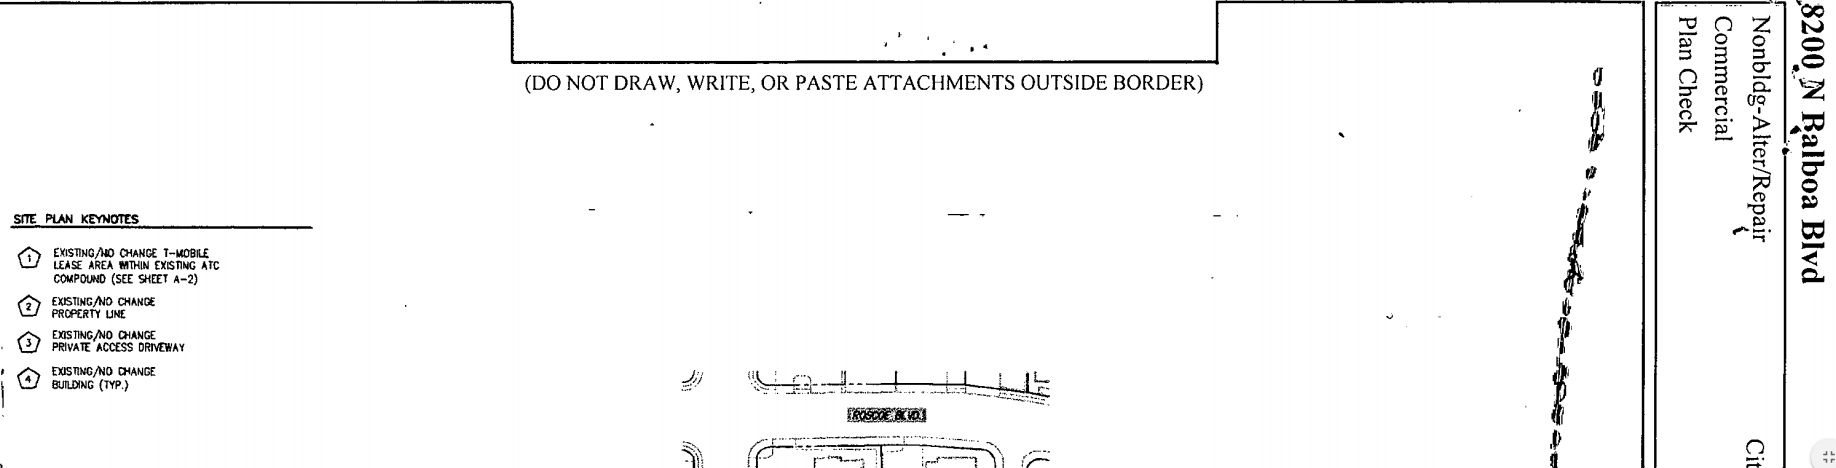 (DO NOT DRAW, WRITE, OR PASTE ATTACHMENTS OUTSIDE BORDER)
SITE PLAN KEYNOTES
1 EXISTING/NO CHANGE T-MOBILE
LEASE AREA WITHIN EXISTING ATC
COMPOUND (SEE SHEET A-2)
2 EXISTING/NO CHANGE
PROPERTY LINE
3 EXISTING/NO CHANGE
PRIVATE ACCESS DRIVEWAY
4 EXISTING/NO CHANGE
BUILDING (TYP.)
ROSCOE BLVD.
8200 N Balboa Blvd
Nonbldg-Alter/Repair
Commercial
Plan Check
Cit